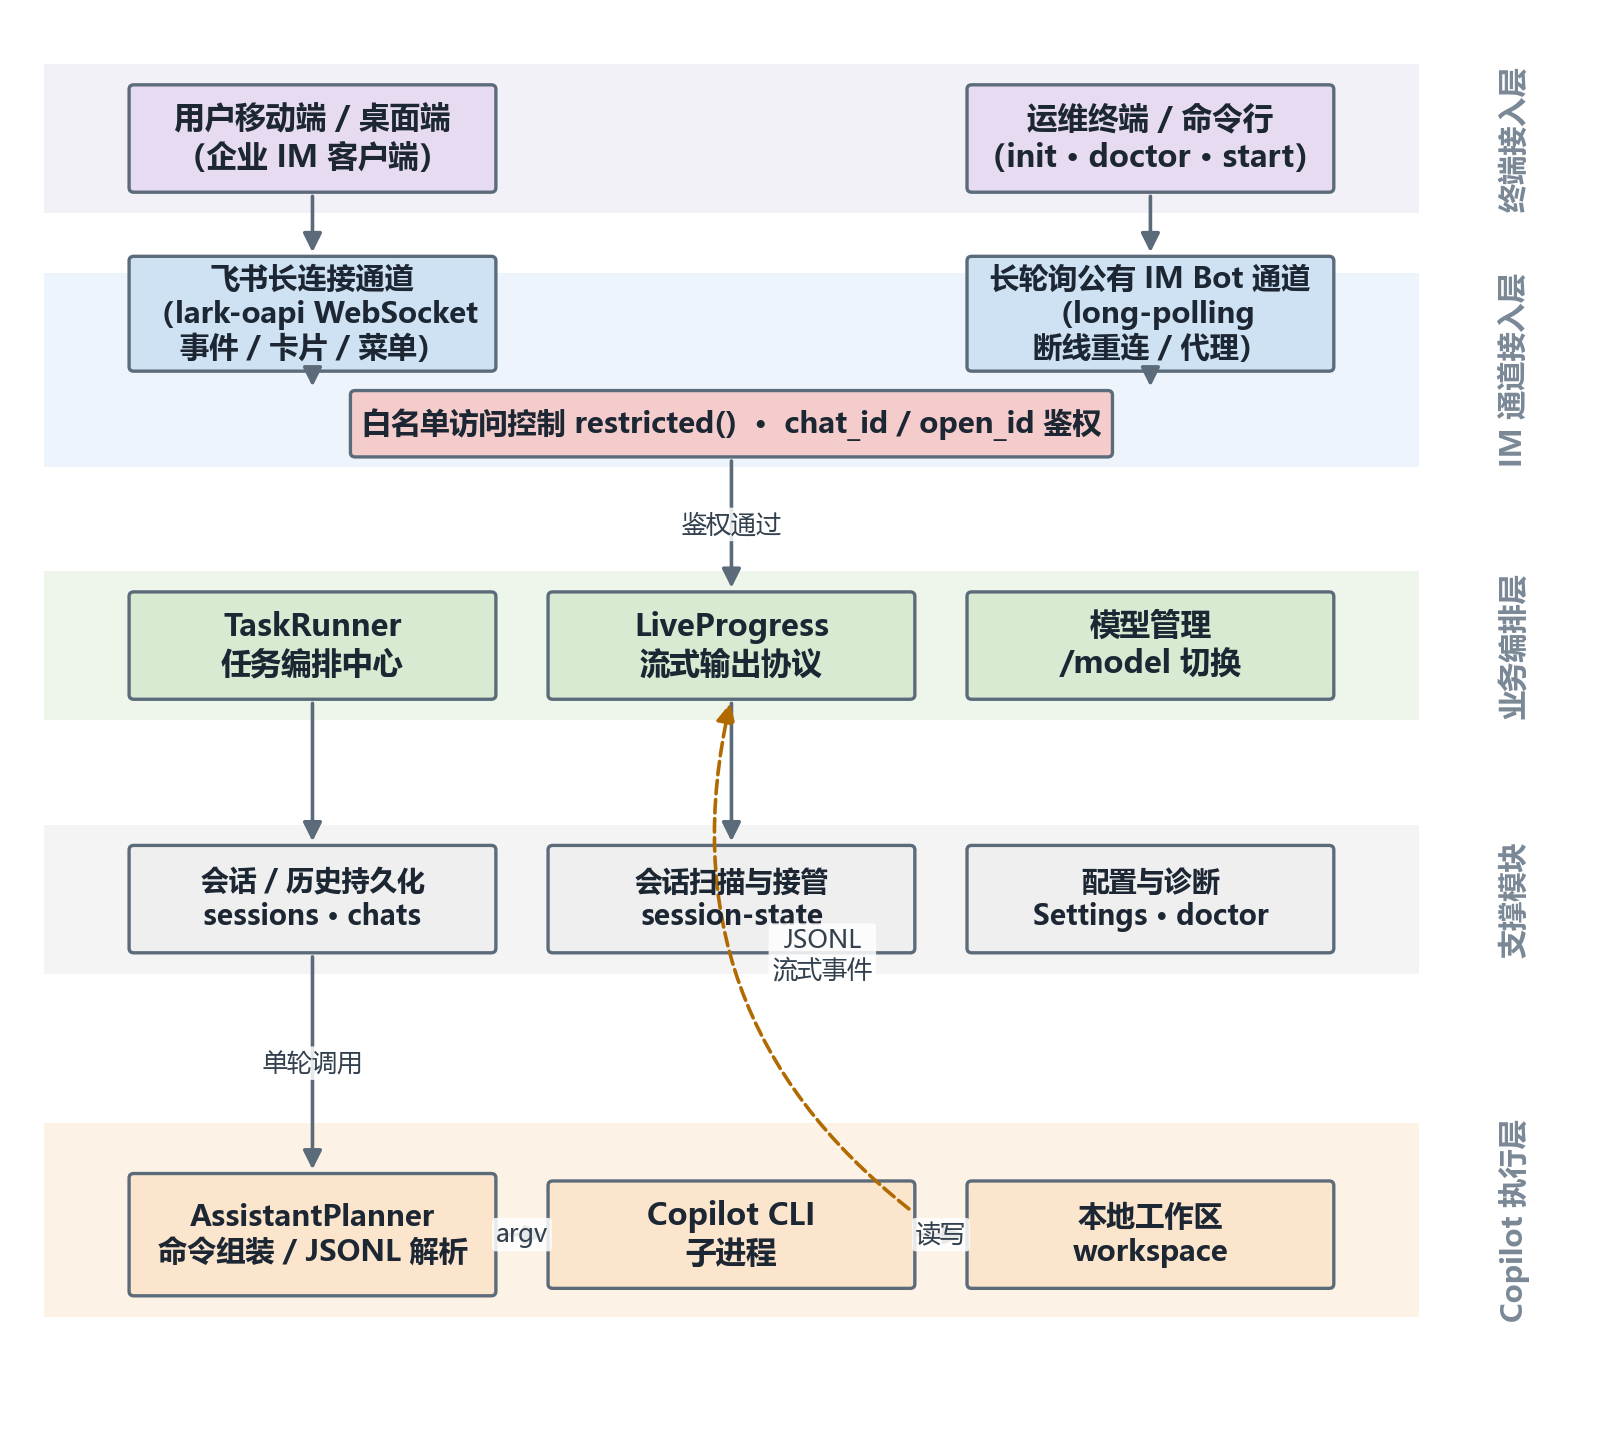 用户移动端 / 桌面端
（企业 IM 客户端）
运维终端 / 命令行
（init • doctor • start）
终端接入层
飞书长连接通道
（lark-oapi WebSocket
事件 / 卡片 / 菜单）
长轮询公有 IM Bot 通道
（long-polling
断线重连 / 代理）
白名单访问控制 restricted() • chat_id / open_id 鉴权
IM 通道接入层
鉴权通过
TaskRunner
任务编排中心
LiveProgress
流式输出协议
模型管理
/model 切换
业务编排层
会话 / 历史持久化
sessions • chats
会话扫描与接管
session-state
配置与诊断
Settings • doctor
支撑模块
JSONL
流式事件
单轮调用
AssistantPlanner
命令组装 / JSONL 解析
argv
Copilot CLI
子进程
读写
本地工作区
workspace
Copilot 执行层